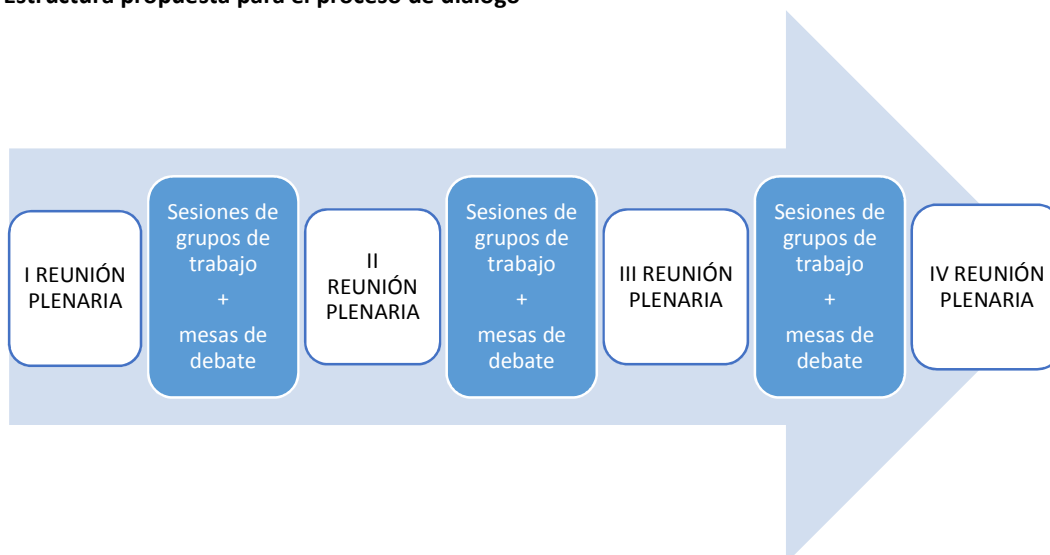 Estructura propuesta para el proceso de diálogo
I REUNIÓN
PLENARIA
Sesiones de
grupos de
trabajo
+
mesas de
debate
II
REUNIÓN
PLENARIA
Sesiones de
grupos de
trabajo
+
mesas de
debate
III REUNIÓN
PLENARIA
Sesiones de
grupos de
trabajo
+
mesas de
debate
IV REUNIÓN
PLENARIA